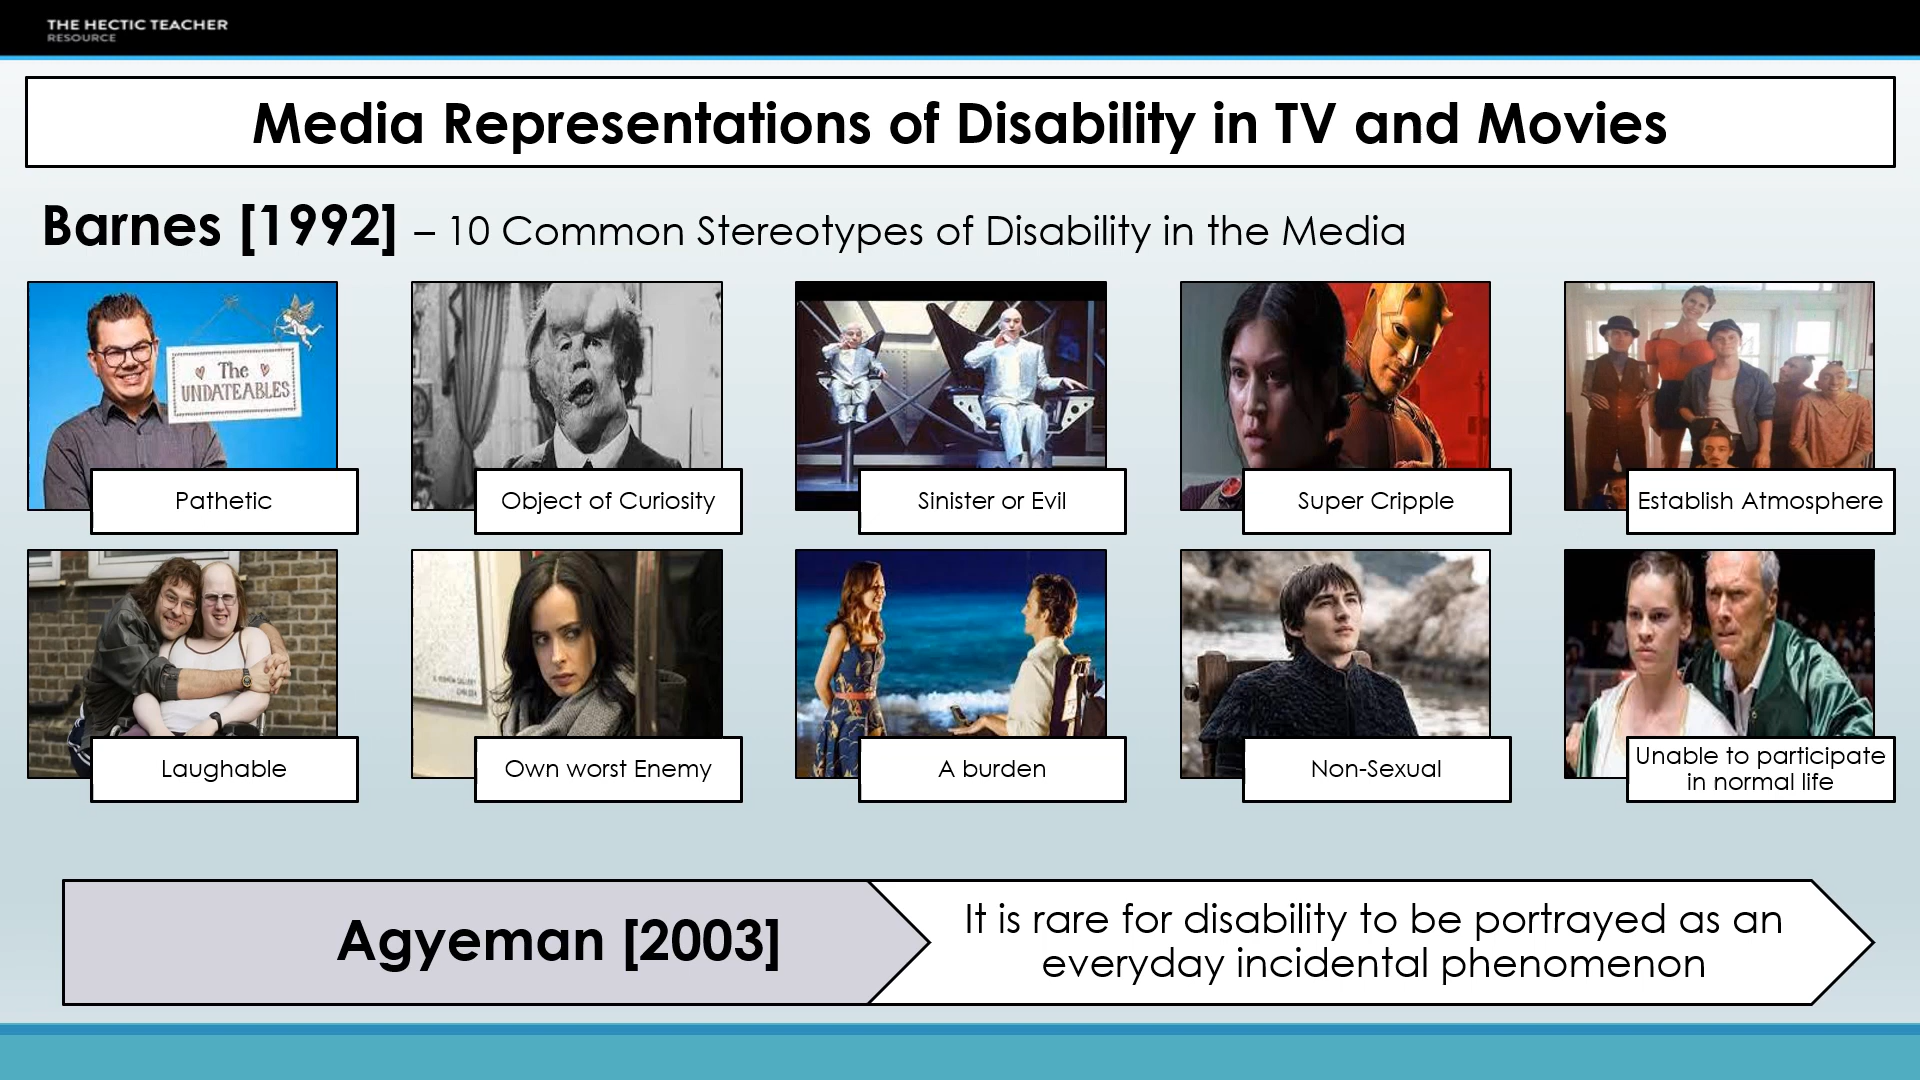 THE HECTIC TEACHER
RESOURCE
Media Representations of Disability in TV and Movies
Barnes [1992] – 10 Common Stereotypes of Disability in the Media
The
UNDATEABLES
Pathetic
Object of Curiosity
Sinister or Evil
Super Cripple
Establish Atmosphere
Laughable
Own worst Enemy
A burden
Non-Sexual
Unable to participate
in normal life
Agyeman [2003]
It is rare for disability to be portrayed as an
everyday incidental phenomenon